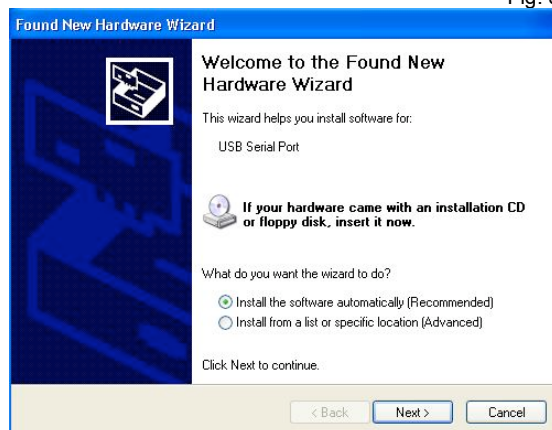 Fig.
Found New Hardware Wizard
Welcome to the Found New
Hardware Wizard
This wizard helps you install software for:
USB Serial Port
If your hardware came with an installation CD
or floppy disk, insert it now.
What do you want the wizard to do?
Install the software automatically (Recommended)
Install from a list or specific location (Advanced)
Click Next to continue.
< Back Next > Cancel